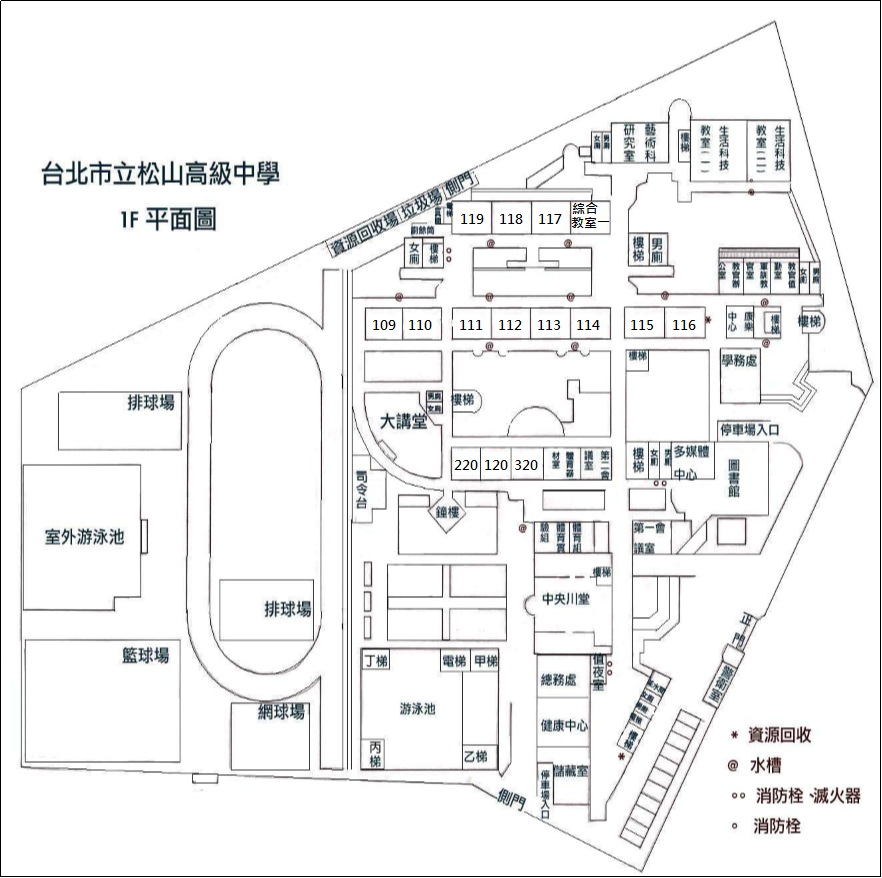 台北市立松山高級中學
1F 平面圖
生活科技
教室(二)
生活科技
教室(一)
樓梯
藝術科
研究室
男廁
女廁
側門
垃圾場
資源回收場
廚餘筒
119
118
117
綜合
教室一
女廁
樓梯
樓梯
男廁
教官辦
公室
軍訓教
官室
教官值
勤室
女廁
男廁
109
110
111
112
113
114
115
116
康樂
中心
樓梯
樓梯
樓梯
學務處
排球場
大講堂
男廁
女廁
樓梯
停車場入口
220
120
320
體育器
材室
第二會
議室
樓梯
女廁
男廁
多媒體
中心
圖書館
司令台
鐘樓
室外游泳池
體育實
驗組
體育組
第一會
議室
樓梯
中央川堂
排球場
正門
警衛室
籃球場
丁梯
電梯
甲梯
游泳池
丙梯
乙梯
值夜室
總務處
健康中心
儲藏室
樓梯
網球場
停車場入口
側門
* 資源回收
@ 水槽
○○ 消防栓、滅火器
○ 消防栓